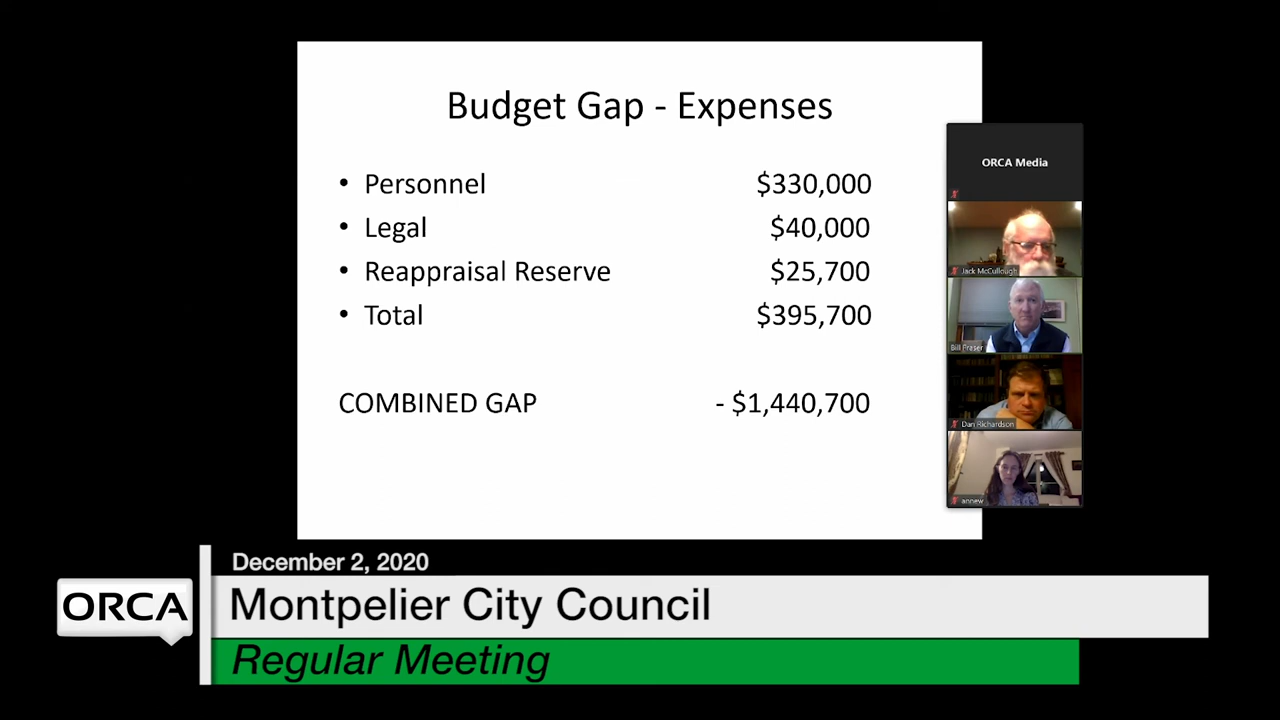 Budget Gap - Expenses
• Personnel $330,000
• Legal $40,000
• Reappraisal Reserve $25,700
• Total $395,700
COMBINED GAP - $1,440,700
ORCA Media
Jack McCullough
Bill Fraser
Dan Richardson
annew
December 2, 2020
ORCA
Montpelier City Council
Regular Meeting